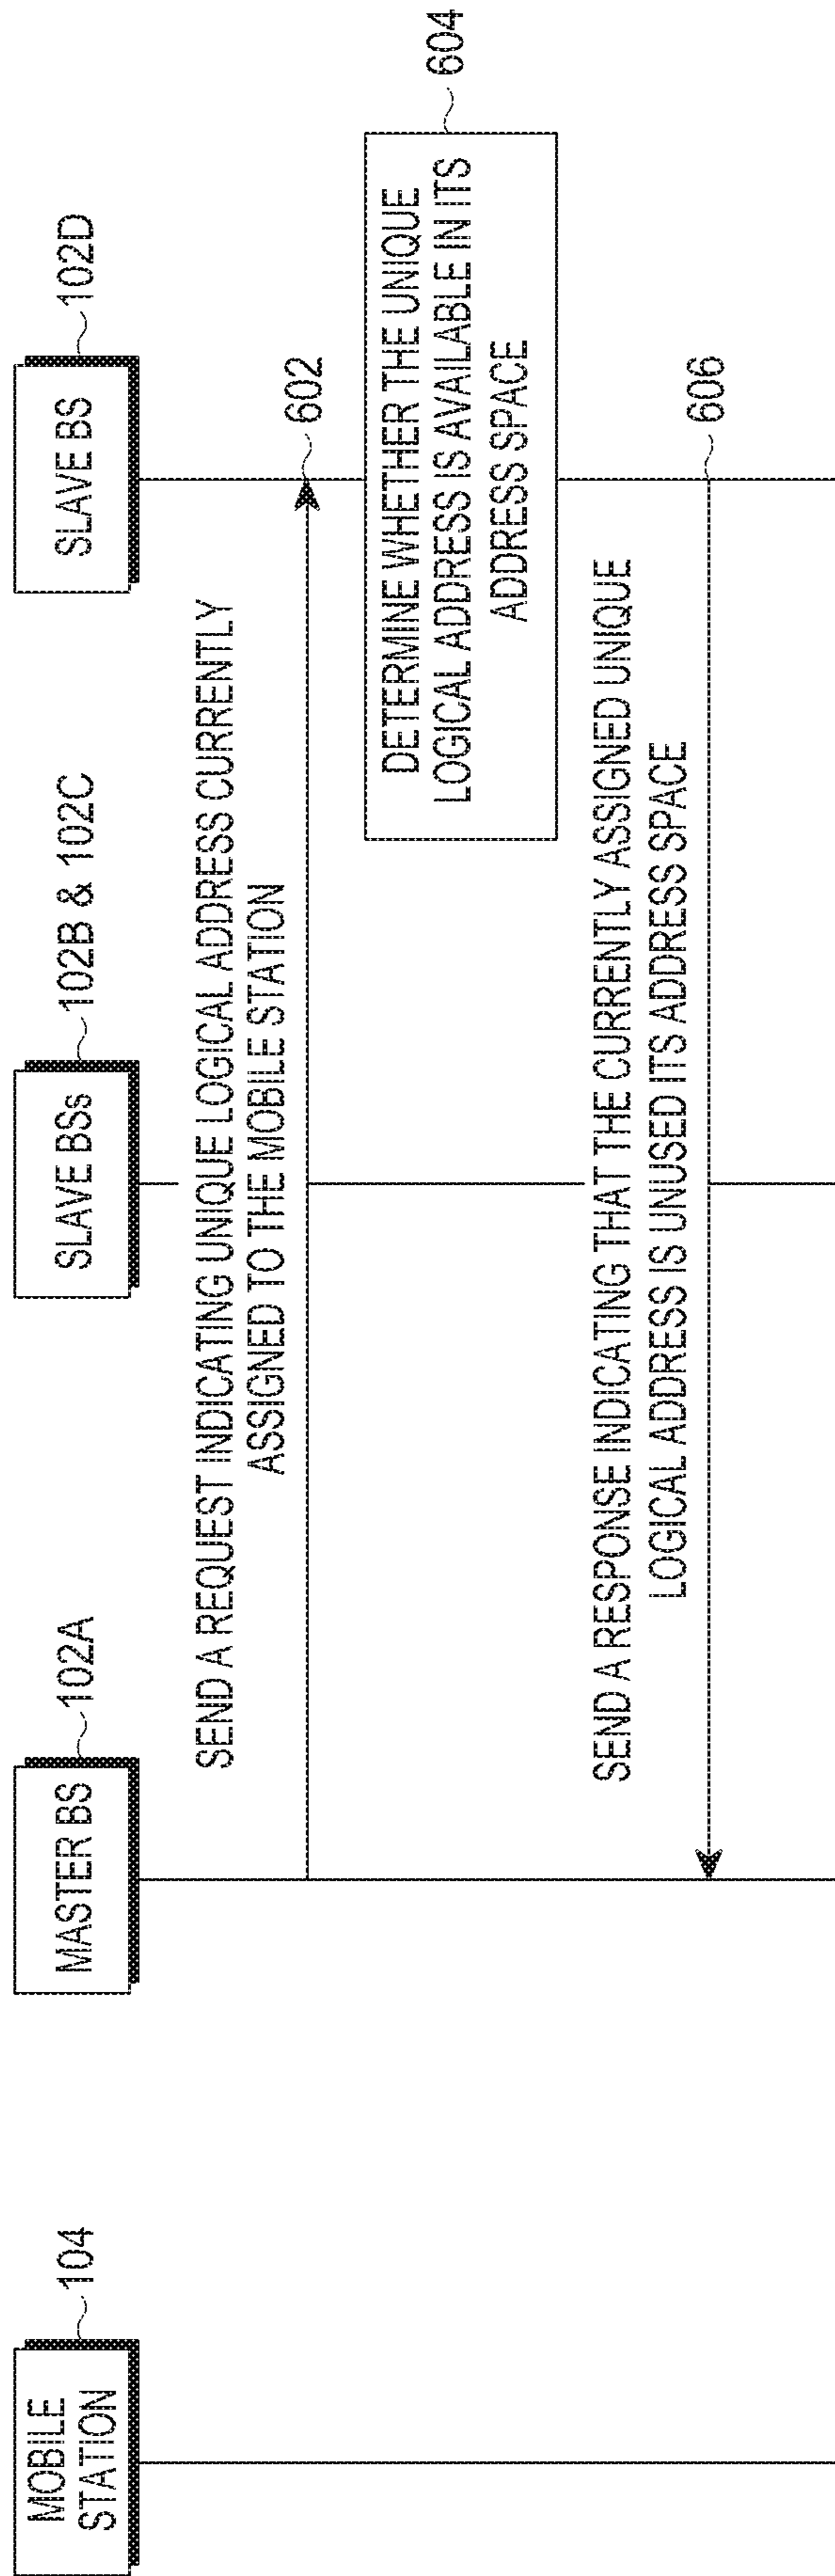 MOBILE
STATION
104
MASTER BS
102A
SLAVE BSs
102B & 102C
SLAVE BS
102D
SEND A REQUEST INDICATING UNIQUE LOGICAL ADDRESS CURRENTLY
ASSIGNED TO THE MOBILE STATION
602
DETERMINE WHETHER THE UNIQUE
LOGICAL ADDRESS IS AVAILABLE IN ITS
ADDRESS SPACE
604
SEND A RESPONSE INDICATING THAT THE CURRENTLY ASSIGNED UNIQUE
LOGICAL ADDRESS IS UNUSED ITS ADDRESS SPACE
606